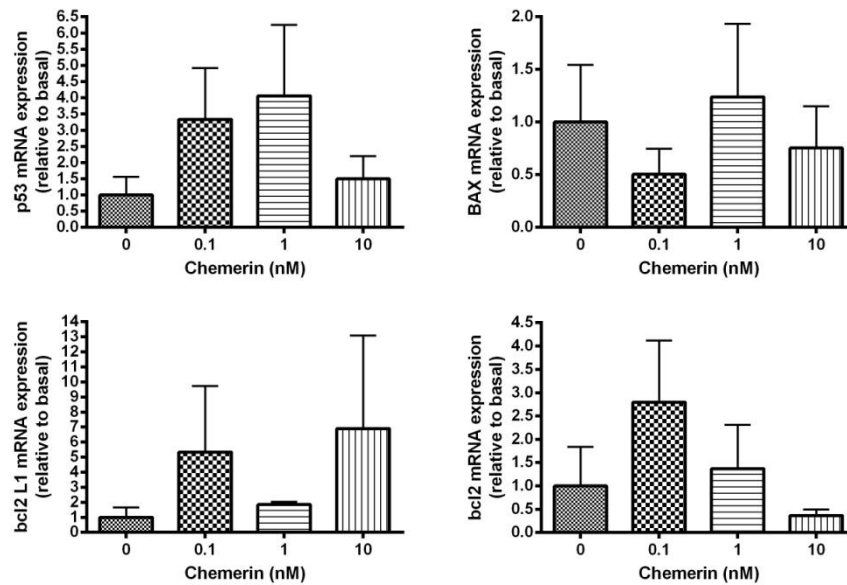 p53 mRNA expression
(relative to basal)
6.5
6.0
5.5
5.0
4.5
4.0
3.5
3.0
2.5
2.0
1.5
1.0
0.5
0.0
0 0.1 1 10
Chemerin (nM)
BAX mRNA expression
(relative to basal)
2.0
1.5
1.0
0.5
0.0
0 0.1 1 10
Chemerin (nM)
bcl2 L1 mRNA expression
(relative to basal)
14
13
12
11
10
9
8
7
6
5
4
3
2
1
0
0 0.1 1 10
Chemerin (nM)
bcl2 mRNA expression
(relative to basal)
4.5
4.0
3.5
3.0
2.5
2.0
1.5
1.0
0.5
0.0
0 0.1 1 10
Chemerin (nM)